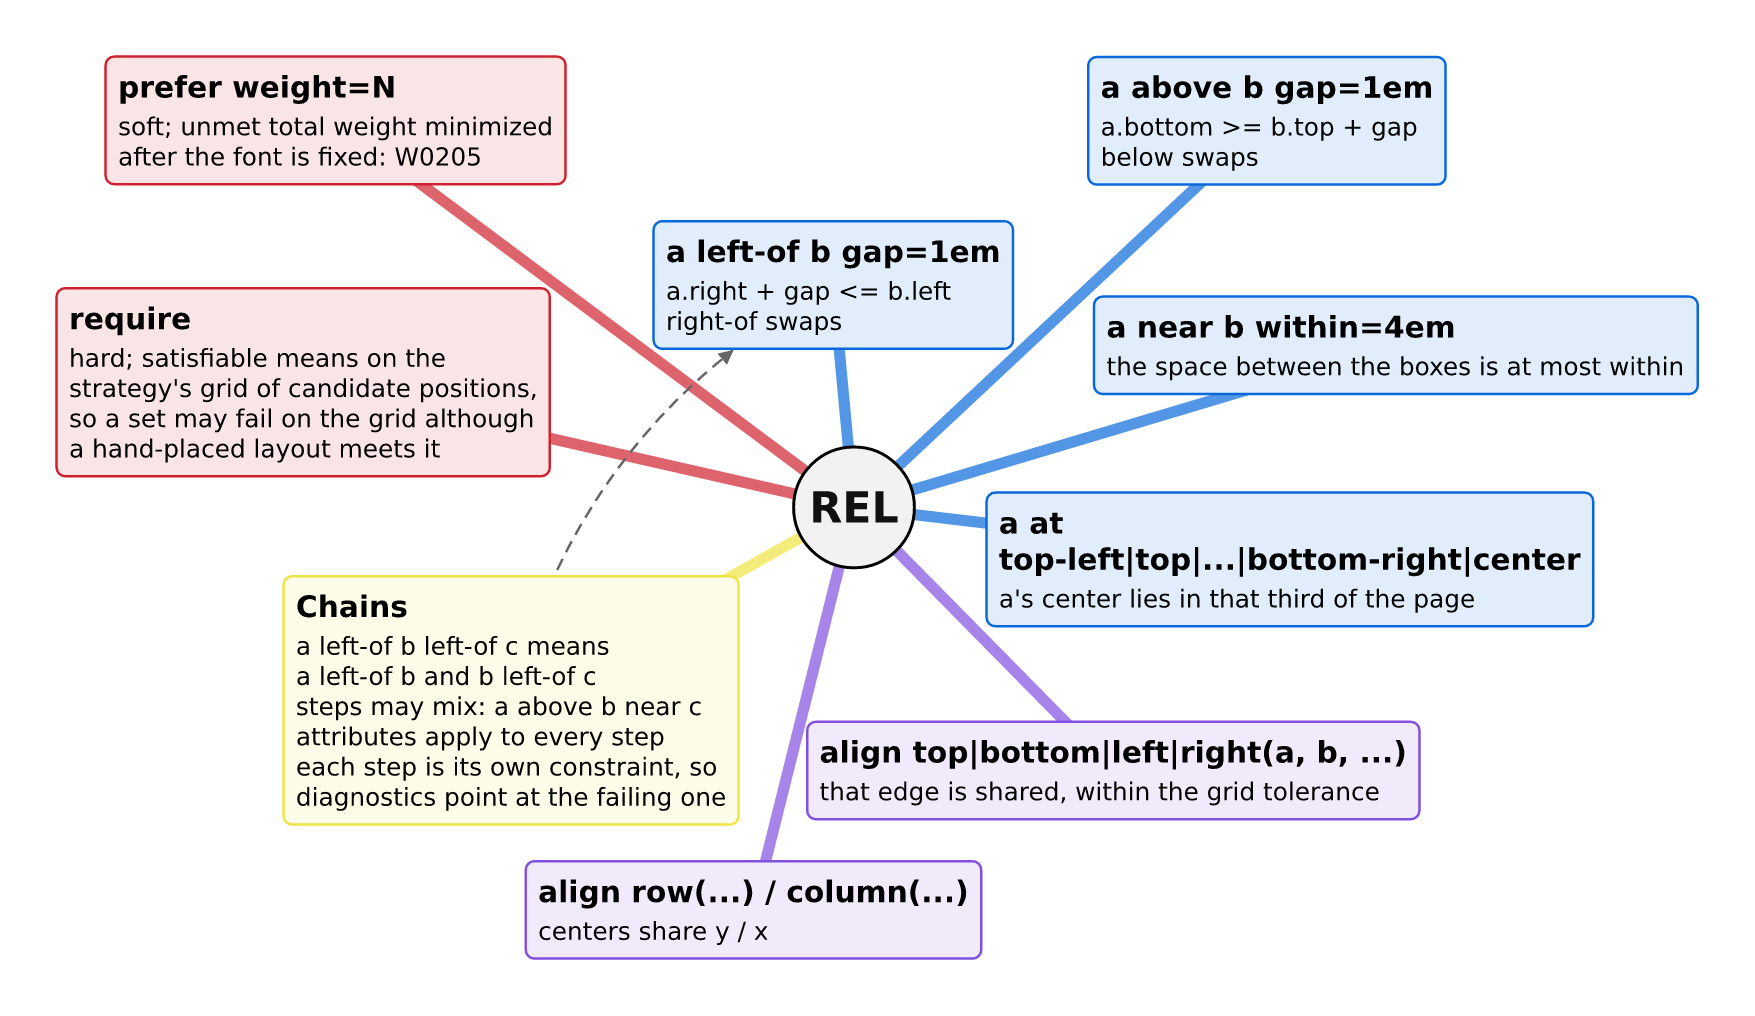 prefer weight=N
soft; unmet total weight minimized
after the font is fixed: W0205
a above b gap=1em
a.bottom >= b.top + gap
below swaps
a left-of b gap=1em
a.right + gap <= b.left
right-of swaps
require
hard; satisfiable means on the
strategy's grid of candidate positions,
so a set may fail on the grid although
a hand-placed layout meets it
a near b within=4em
the space between the boxes is at most within
REL
a at
top-left|top|...|bottom-right|center
a's center lies in that third of the page
Chains
a left-of b left-of c means
a left-of b and b left-of c
steps may mix: a above b near c
attributes apply to every step
each step is its own constraint, so
diagnostics point at the failing one
align top|bottom|left|right(a, b, ...)
that edge is shared, within the grid tolerance
align row(...) / column(...)
centers share y / x